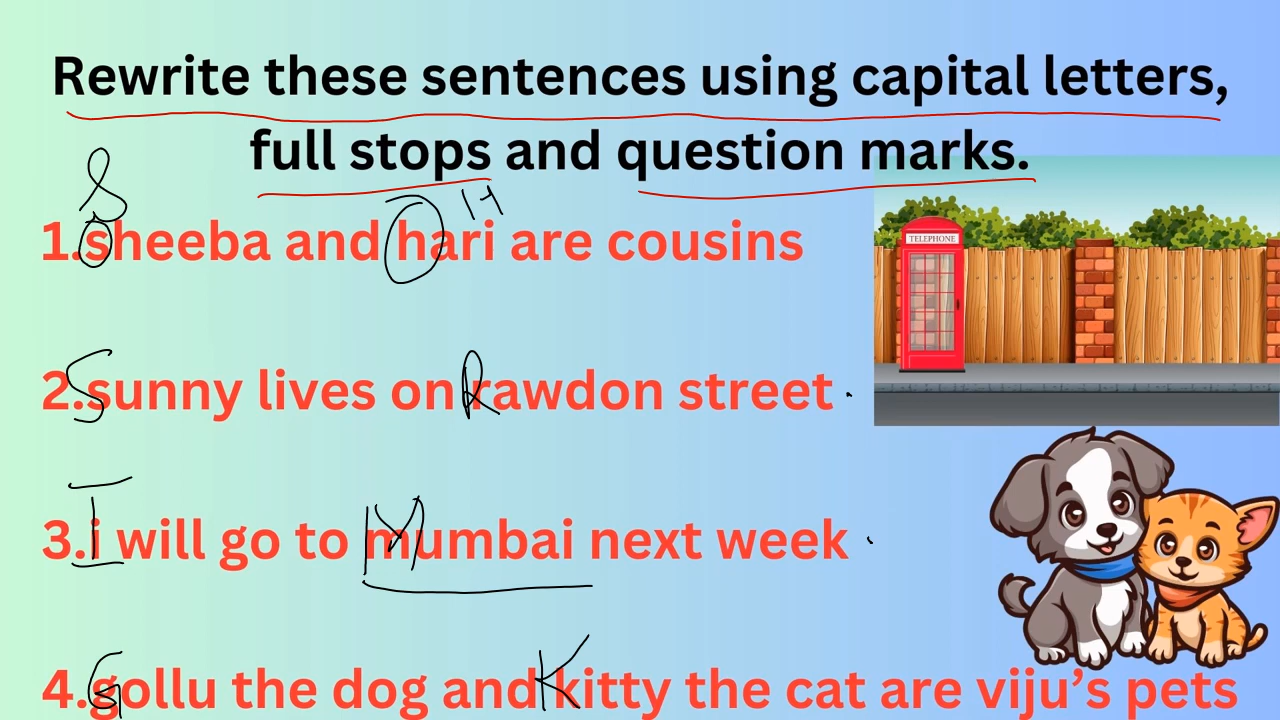 Rewrite these sentences using capital letters,
full stops and question marks.
S
H
TELEPHONE
1.sheeba and hari are cousins
S R
2.sunny lives on rawdon street .
I M
3.i will go to mumbai next week .
G K
4.gollu the dog and kitty the cat are viju’s pets